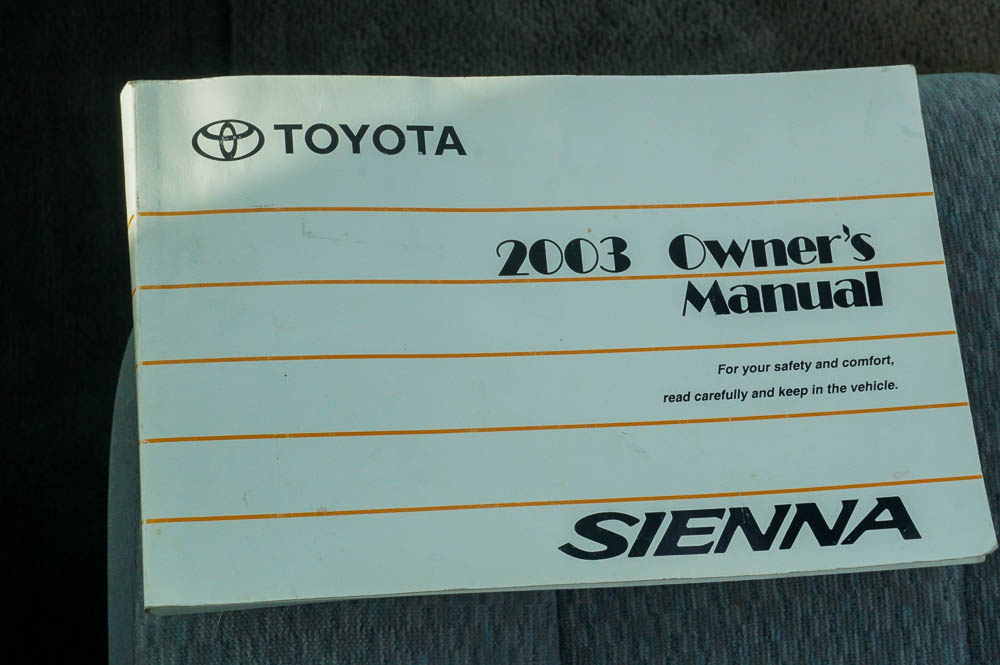 TOYOTA
2003 Owner's
Manual
For your safety and comfort,
read carefully and keep in the vehicle.
SIENNA